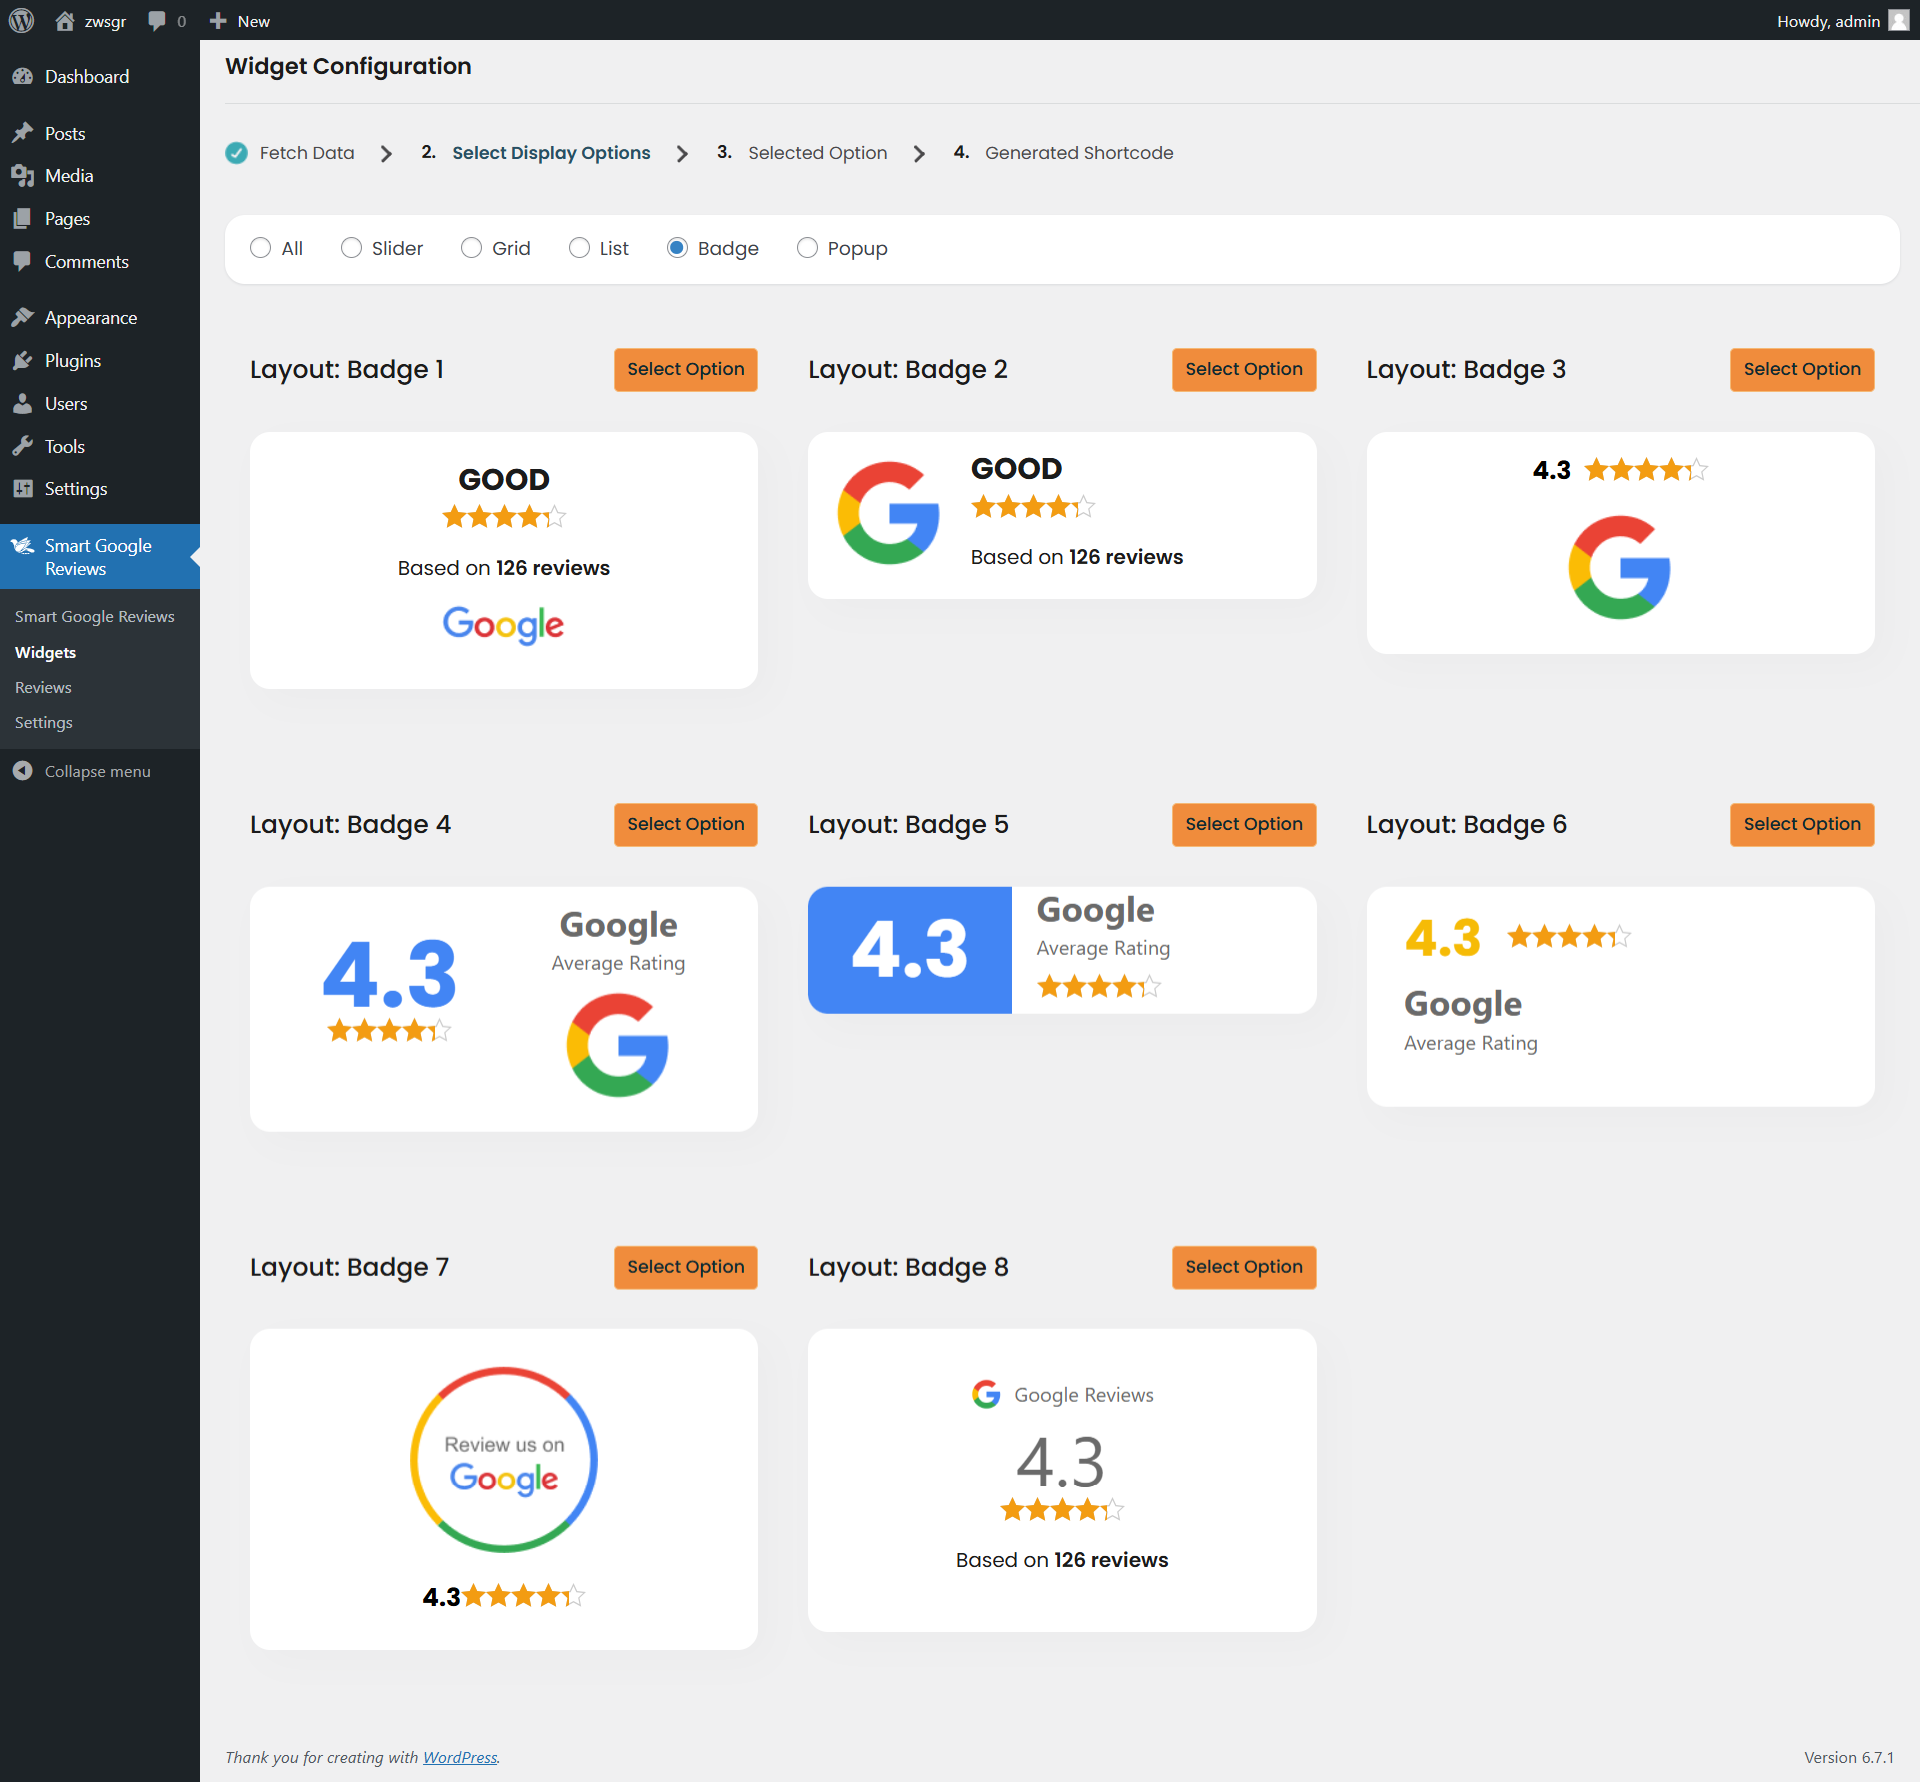 zwsgr 0 New Howdy, admin
Dashboard
Posts
Media
Pages
Comments
Appearance
Plugins
Users
Tools
Settings
Smart Google
Reviews
Smart Google Reviews
Widgets
Reviews
Settings
Collapse menu
Widget Configuration
Fetch Data 2. Select Display Options 3. Selected Option 4. Generated Shortcode
All Slider Grid List Badge Popup
Layout: Badge 1 Select Option
GOOD
Based on 126 reviews
Google
Layout: Badge 2 Select Option
GOOD
Based on 126 reviews
Layout: Badge 3 Select Option
4.3
Layout: Badge 4 Select Option
4.3
Google
Average Rating
Layout: Badge 5 Select Option
4.3
Google
Average Rating
Layout: Badge 6 Select Option
4.3
Google
Average Rating
Layout: Badge 7 Select Option
Review us on
Google
4.3
Layout: Badge 8 Select Option
Google Reviews
4.3
Based on 126 reviews
Thank you for creating with WordPress. Version 6.7.1